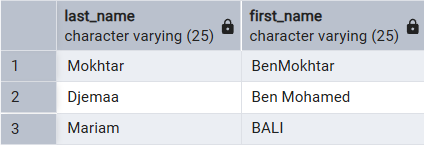 last_name first_name
character varying (25) character varying (25)
1 Mokhtar BenMokhtar
2 Djemaa Ben Mohamed
3 Mariam BALI